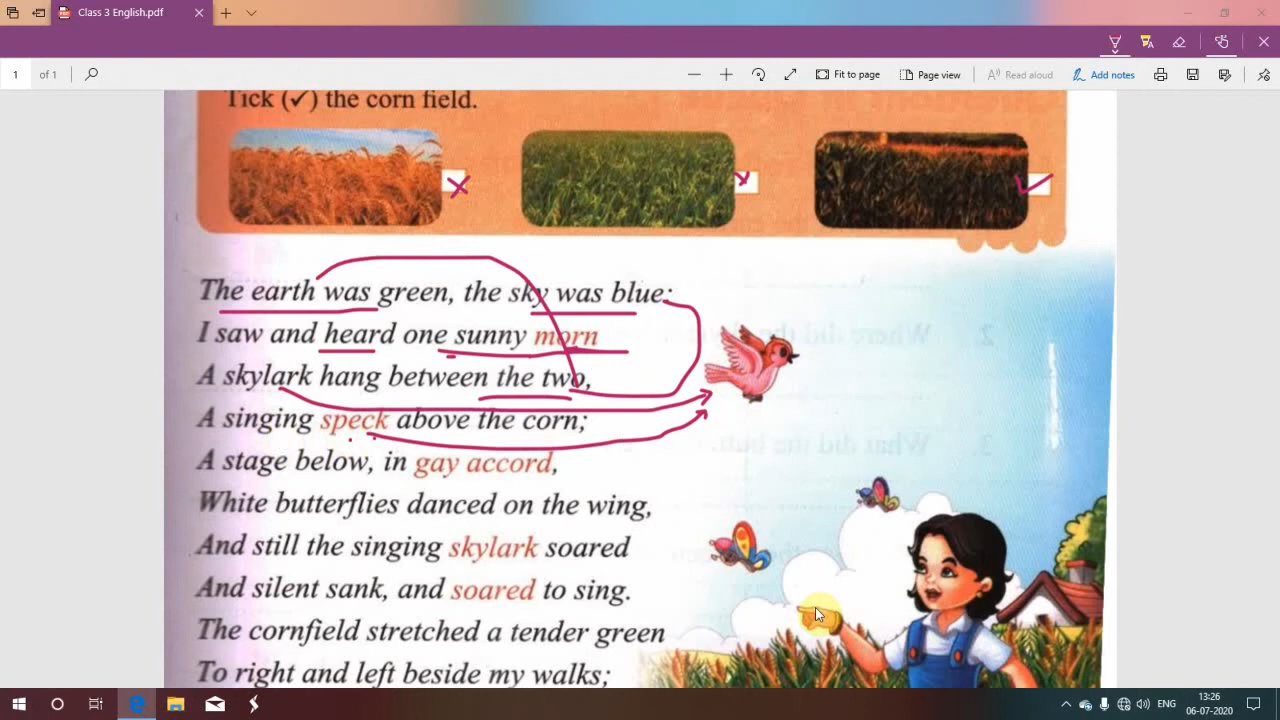 Class 3 English.pdf
1 of 1
Fit to page
Page view
Read aloud
Add notes
Tick (✓) the corn field.
The earth was green, the sky was blue:
I saw and heard one sunny morn
A skylark hang between the two,
A singing speck above the corn;
A stage below, in gay accord,
White butterflies danced on the wing,
And still the singing skylark soared
And silent sank, and soared to sing.
The cornfield stretched a tender green
To right and left beside my walks;
ENG
13:26
06-07-2020